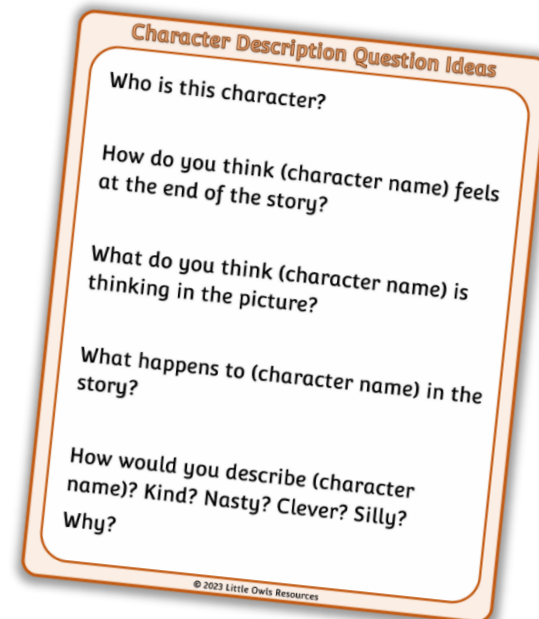 Character Description Question Ideas
Who is this character?
How do you think (character name) feels
at the end of the story?
What do you think (character name) is
thinking in the picture?
What happens to (character name) in the
story?
How would you describe (character
name)? Kind? Nasty? Clever? Silly?
Why?
© 2023 Little Owls Resources